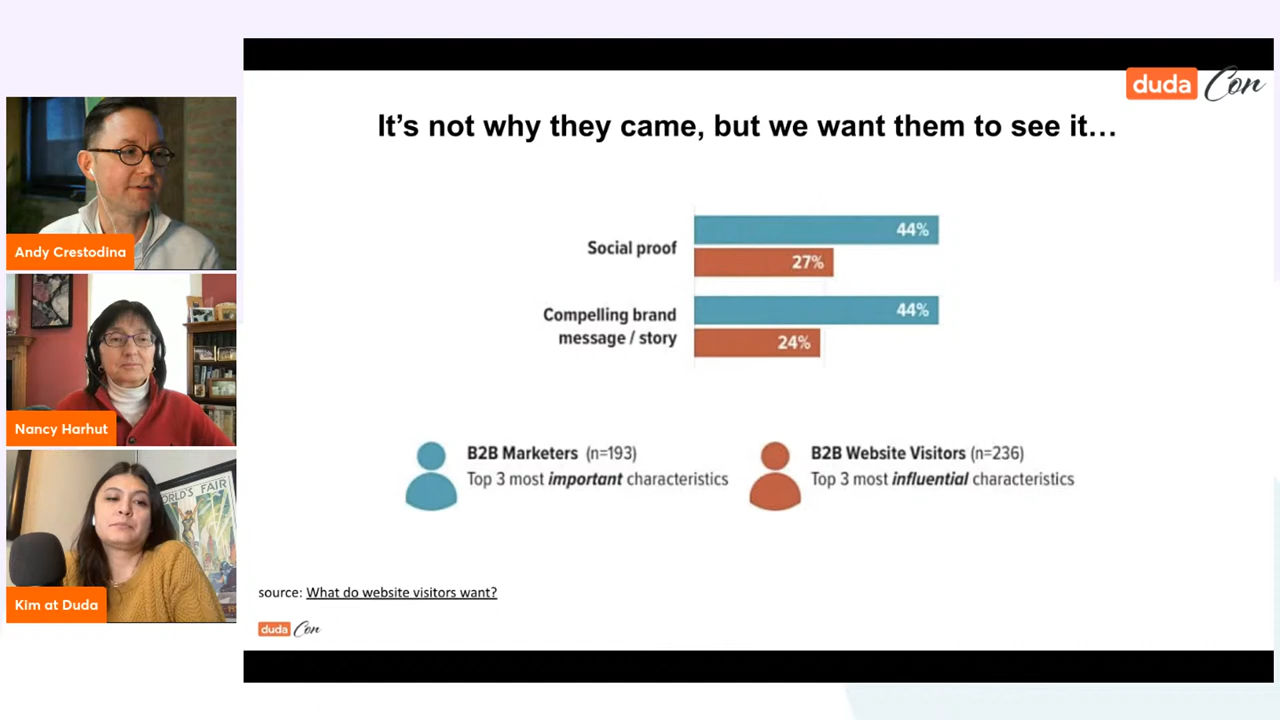 duda Con
It's not why they came, but we want them to see it…
Andy Crestodina
Nancy Harhut
WORLD'S FAIR
Kim at Duda
Social proof
44%
27%
Compelling brand
message / story
44%
24%
B2B Marketers (n=193)
Top 3 most important characteristics
B2B Website Visitors (n=236)
Top 3 most influential characteristics
source: What do website visitors want?
duda Con